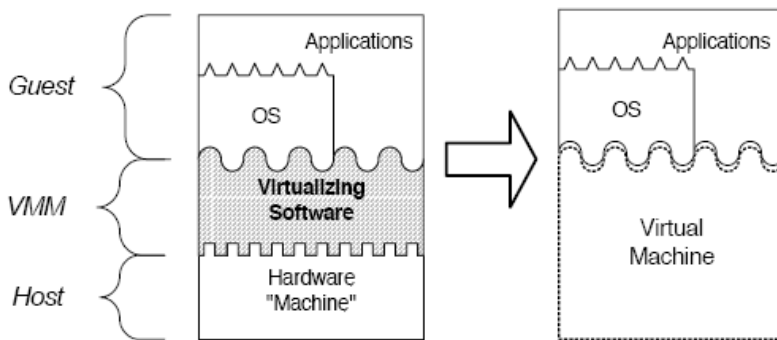 Guest
VMM
Host
Applications
OS
Virtualizing
Software
Hardware
"Machine"
Applications
OS
Virtual
Machine